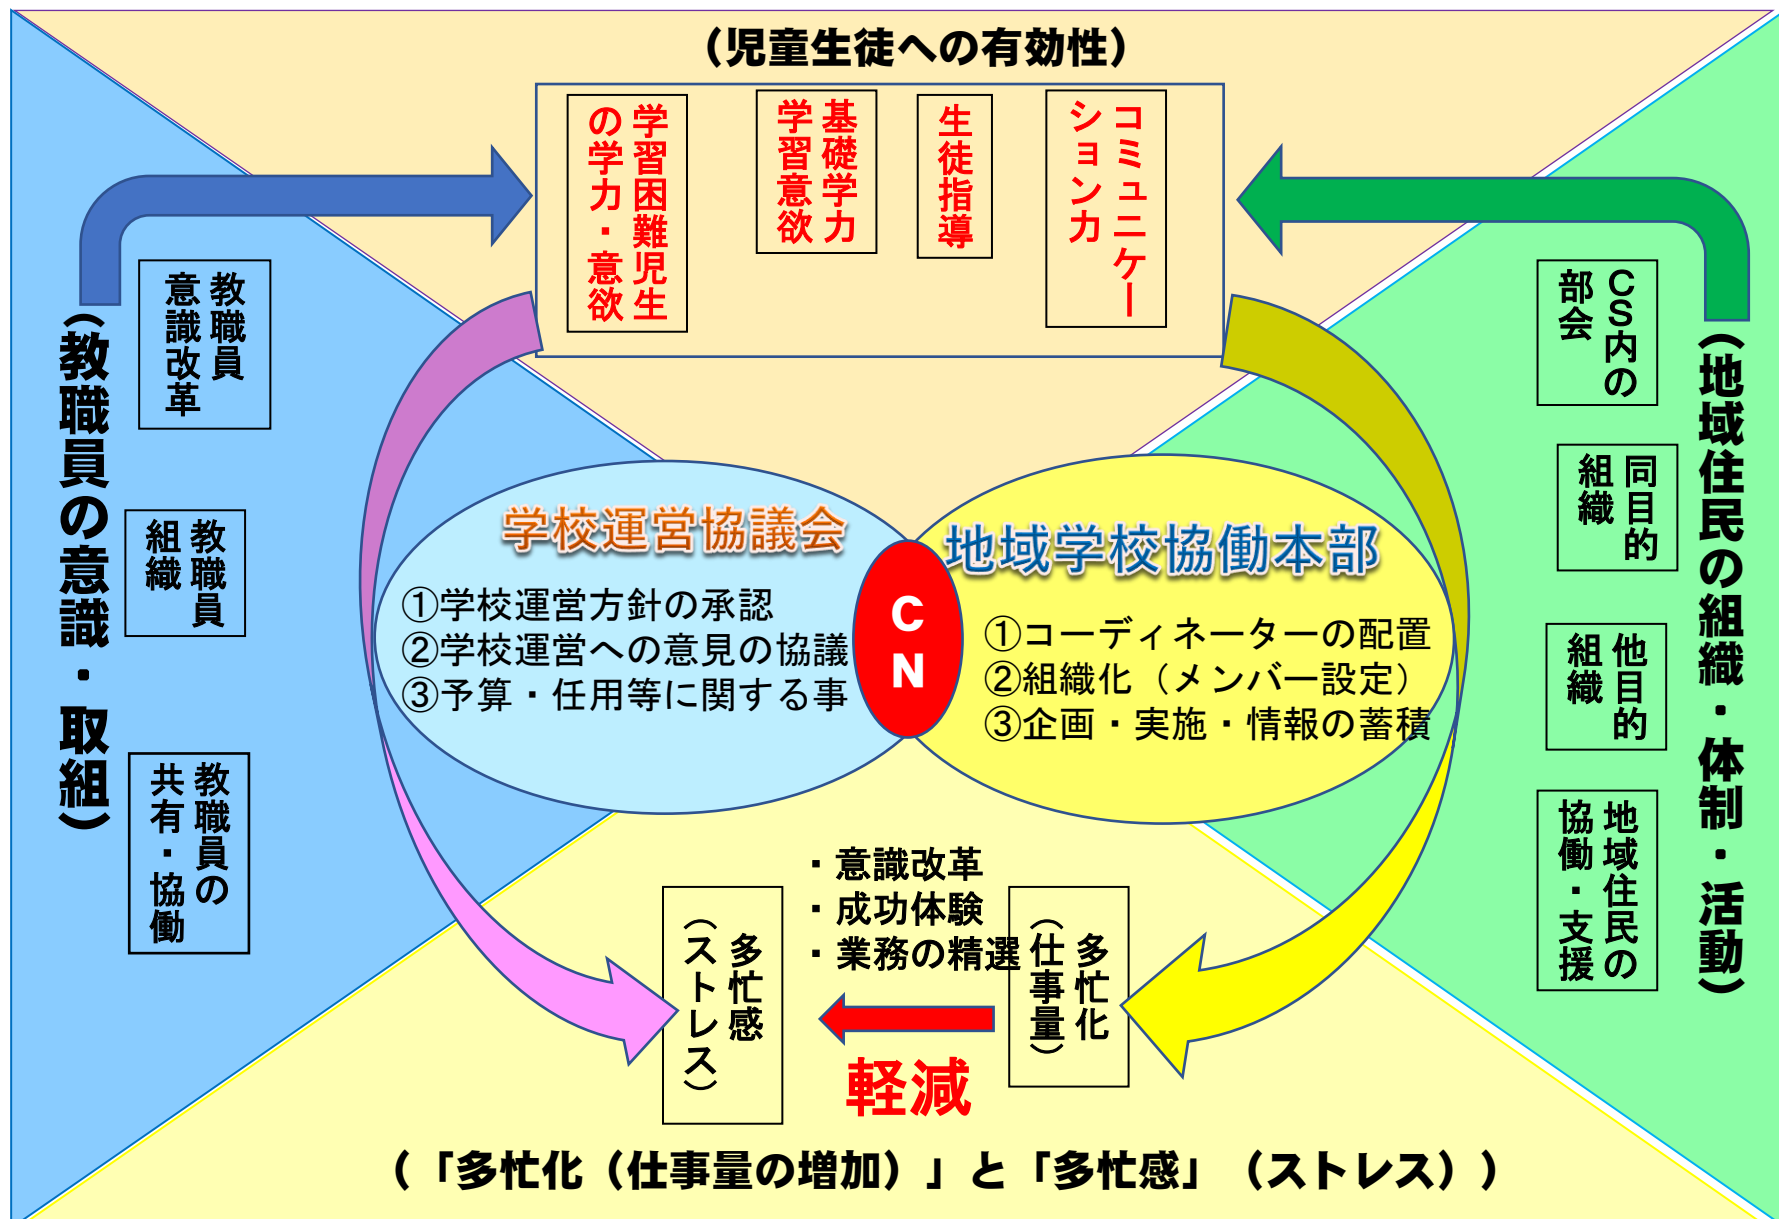 （児童生徒への有効性）
学習困難児生
の学力・意欲
基礎学力
学習意欲
生徒指導
コミュニケー
ション力
（教職員の意識・取組）
教職員
意識改革
教職員
組織
教職員の
共有・協働
学校運営協議会
①学校運営方針の承認
②学校運営への意見の協議
③予算・任用等に関する事
C
N
地域学校協働本部
①コーディネーターの配置
②組織化（メンバー設定）
③企画・実施・情報の蓄積
ＣＳ内の
部会
同目的
組織
他目的
組織
地域住民の
協働・支援
（地域住民の組織・体制・活動）
・意識改革
・成功体験
・業務の精選
多忙感
（ストレス）
多忙化
（仕事量）
軽減
（「多忙化（仕事量の増加）」と「多忙感」（ストレス））